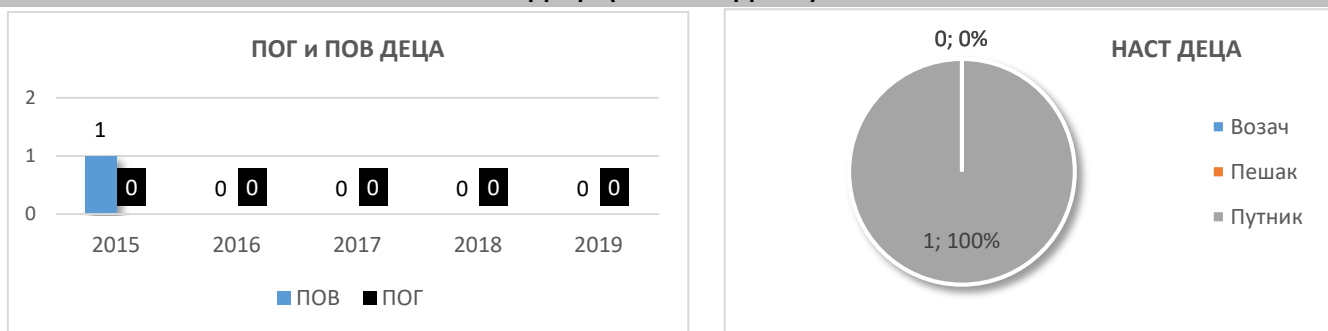 ПОГ и ПОВ ДЕЦА
2
1
0
1
0
0 0
0 0
0 0
0 0
2015 2016 2017 2018 2019
ПОВ ПОГ
НАСТ ДЕЦА
0; 0%
1; 100%
Возач
Пешак
Путник